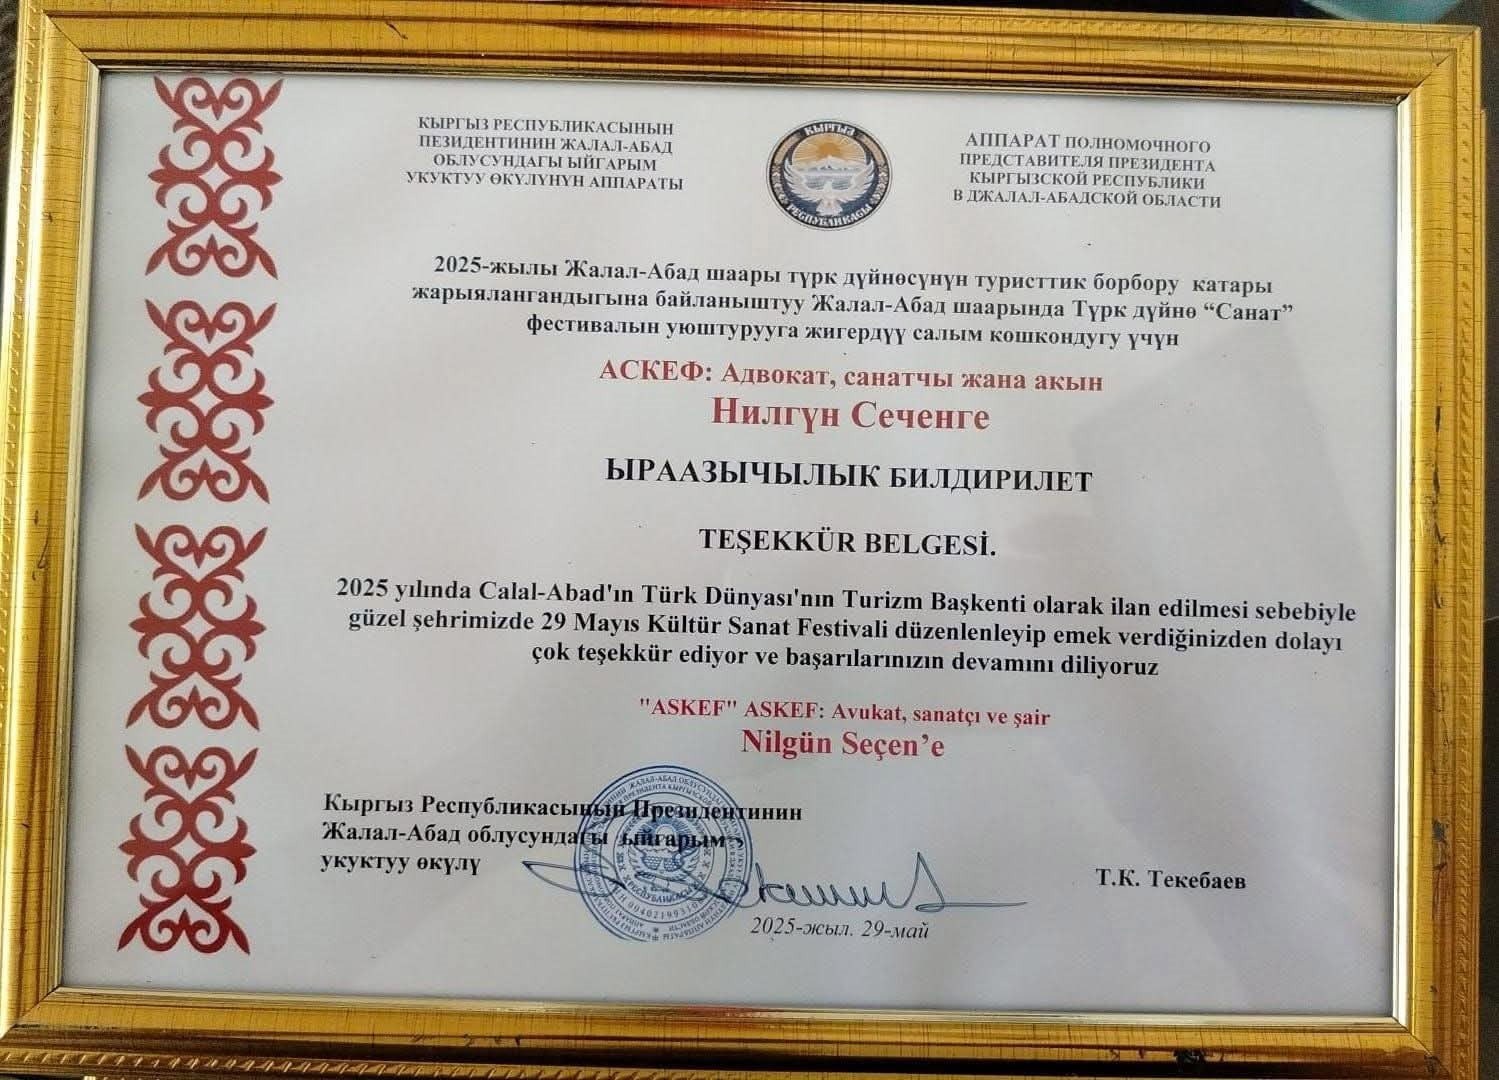 КЫРГЫЗ РЕСПУБЛИКАСЫНЫН
ПЕЗИДЕНТИНИН ЖАЛАЛ-АБАД
ОБЛУСУНДАГЫ ЫЙГАРЫМ
УКУКТУУ ӨКҮЛҮНҮН АППАРАТЫ
КЫРГЫЗ
РЕСПУБЛИКАСЫ
АППАРАТ ПОЛНОМОЧНОГО
ПРЕДСТАВИТЕЛЯ ПРЕЗИДЕНТА
КЫРГЫЗСКОЙ РЕСПУБЛИКИ
В ДЖАЛАЛ-АБАДСКОЙ ОБЛАСТИ
2025-жылы Жалал-Абад шаары түрк дүйнөсүнүн туристтик борбору катары
жарыялангандыгына байланыштуу Жалал-Абад шаарында Түрк дүйнө “Санат”
фестивалын уюштурууга жигердүү салым кошкондугу үчүн
АСКЕФ: Адвокат, санатчы жана акын
Нилгүн Сеченге
ЫРААЗЫЧЫЛЫК БИЛДИРИЛЕТ
TEŞEKKÜR BELGESİ.
2025 yılında Calal-Abad'ın Türk Dünyası'nın Turizm Başkenti olarak ilan edilmesi sebebiyle
güzel şehrimizde 29 Mayıs Kültür Sanat Festivali düzenlenleyip emek verdiğinizden dolayı
çok teşekkür ediyor ve başarılarınızın devamını diliyoruz
"ASKEF" ASKEF: Avukat, sanatçı ve şair
Nilgün Seçen’e
Кыргыз Республикасынын Президентинин
Жалал-Абад облусундагы ыйгарым
укуктуу өкүлү
Т.К. Текебаев
2025-жыл. 29-май